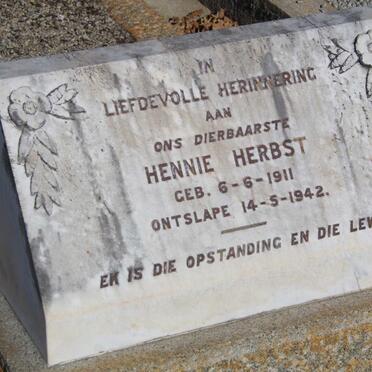 IN
LIEFDEVOLLE HERINNERING
AAN
ONS DIERBAARSTE
HENNIE HERBST
GEB. 6-6-1911
ONTSLAPE 14-5-1942.
EK IS DIE OPSTANDING EN DIE LEW